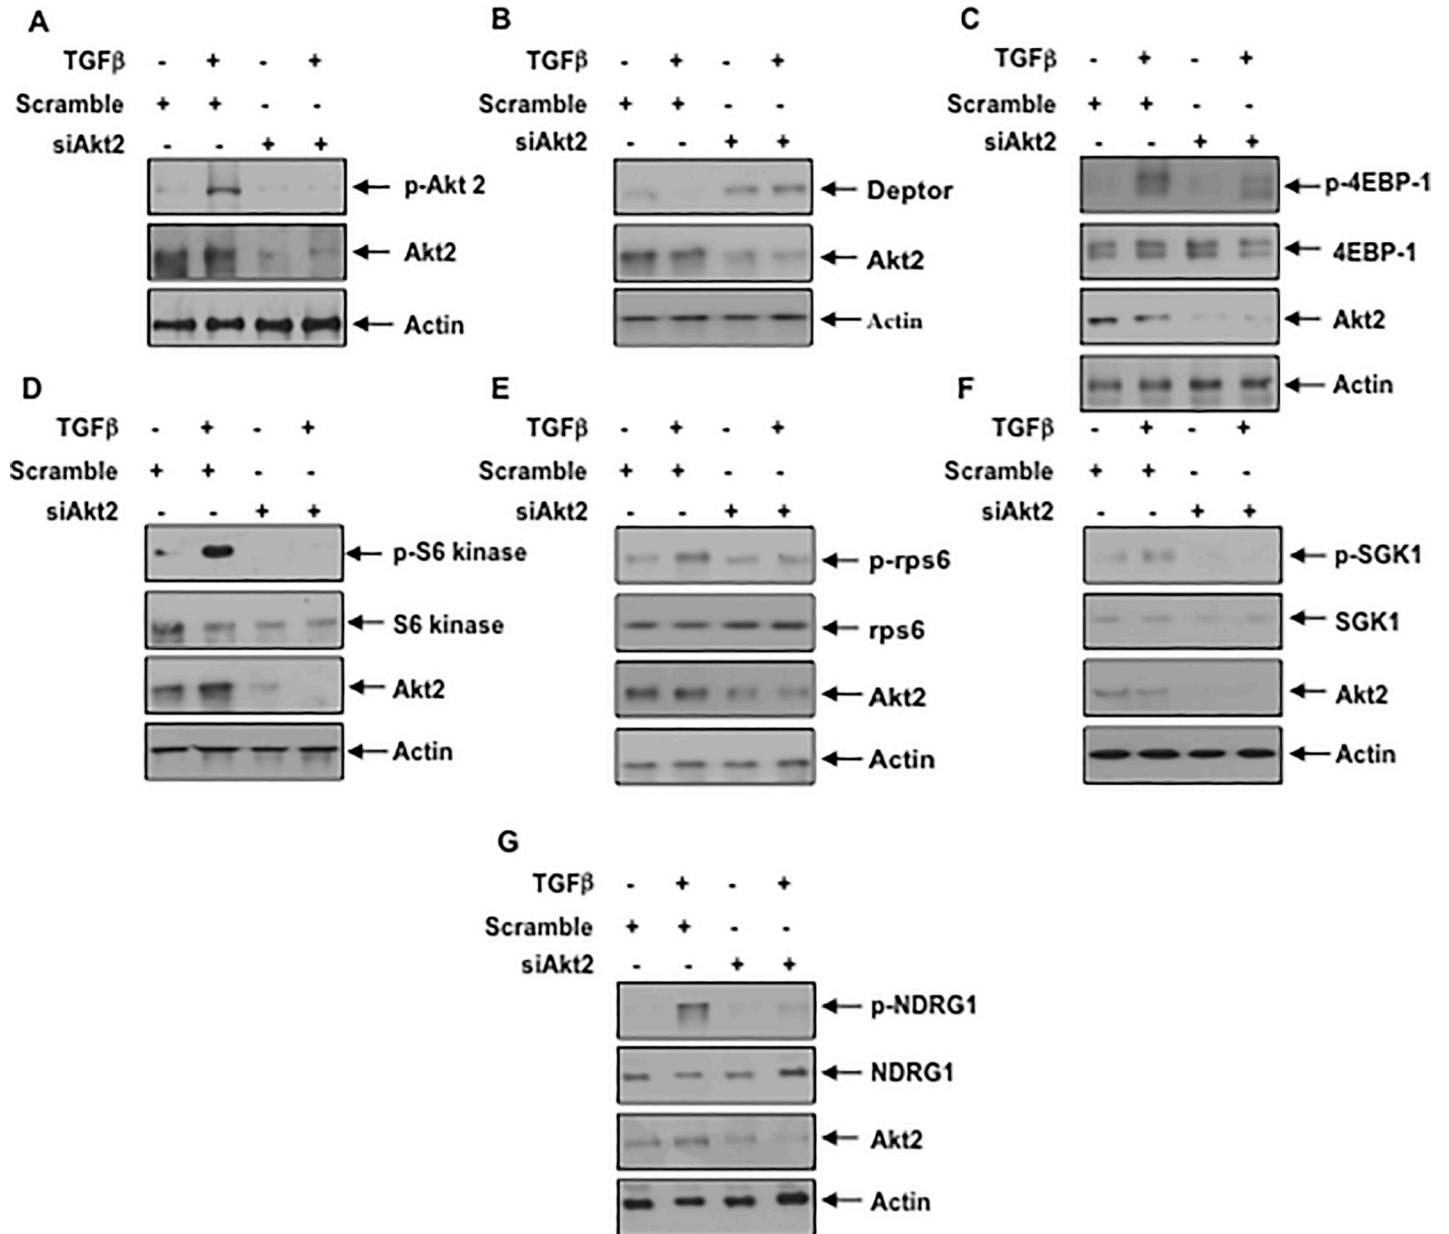 A
TGFβ - + - +
Scramble + + - -
siAkt2 - - + +
p-Akt 2
Akt2
Actin
B
TGFβ - + - +
Scramble + + - -
siAkt2 - - + +
Deptor
Akt2
Actin
C
TGFβ - + - +
Scramble + + - -
siAkt2 - - + +
p-4EBP-1
4EBP-1
Akt2
Actin
D
TGFβ - + - +
Scramble + + - -
siAkt2 - - + +
p-S6 kinase
S6 kinase
Akt2
Actin
E
TGFβ - + - +
Scramble + + - -
siAkt2 - - + +
p-rps6
rps6
Akt2
Actin
F
TGFβ - + - +
Scramble + + - -
siAkt2 - - + +
p-SGK1
SGK1
Akt2
Actin
G
TGFβ - + - +
Scramble + + - -
siAkt2 - - + +
p-NDRG1
NDRG1
Akt2
Actin